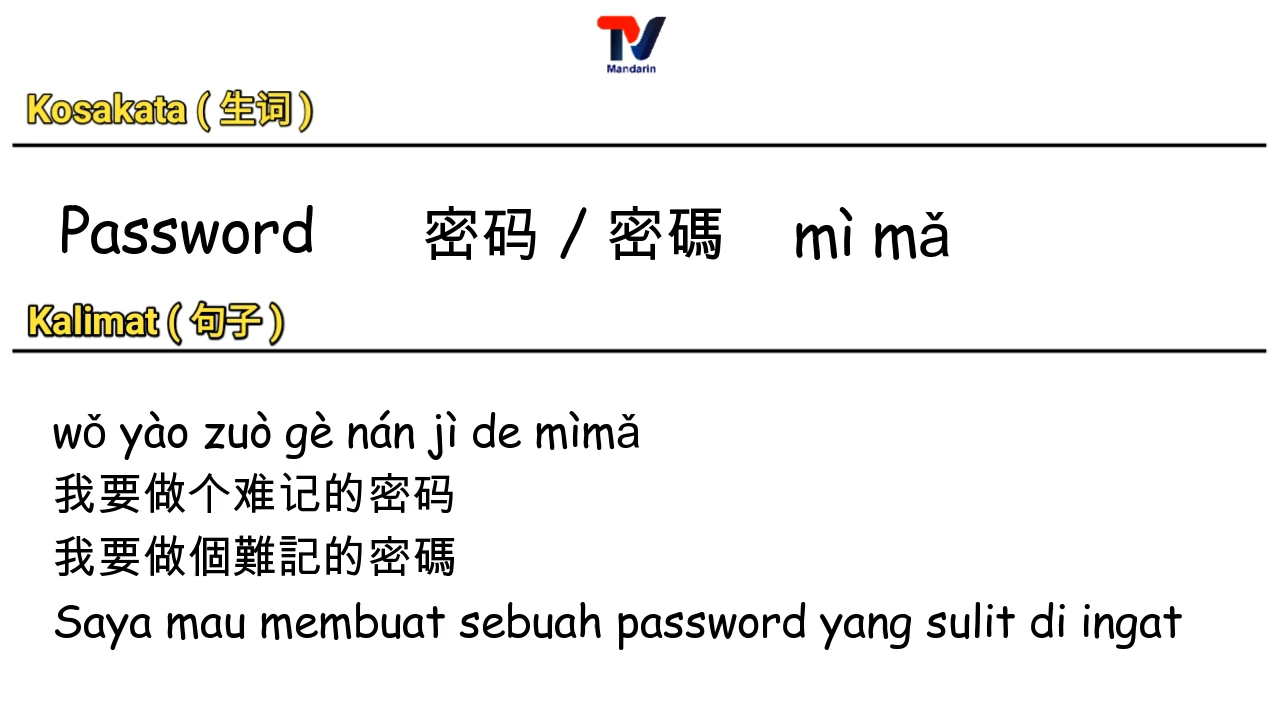 TV
Mandarin
Kosakata ( 生词 )
Password 密码 / 密碼 mì mǎ
Kalimat ( 句子 )
wǒ yào zuò gè nán jì de mìmǎ
我要做个难记的密码
我要做個難記的密碼
Saya mau membuat sebuah password yang sulit di ingat